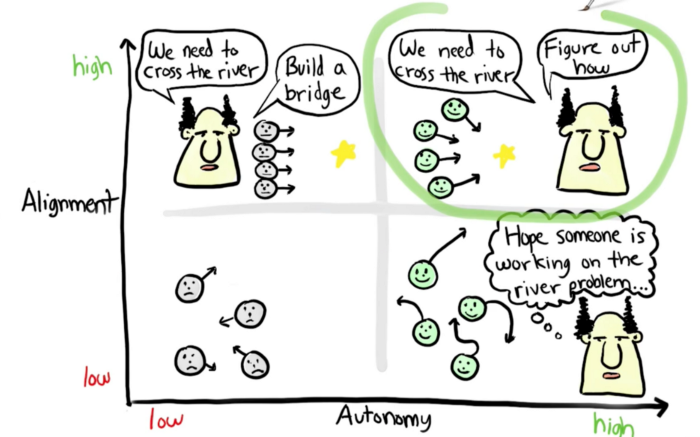 We need to
cross the river
Build a
bridge
We need to
cross the river
Figure out
how
high
Alignment
Hope someone is
working on the
river problem...
low
low
Autonomy
high